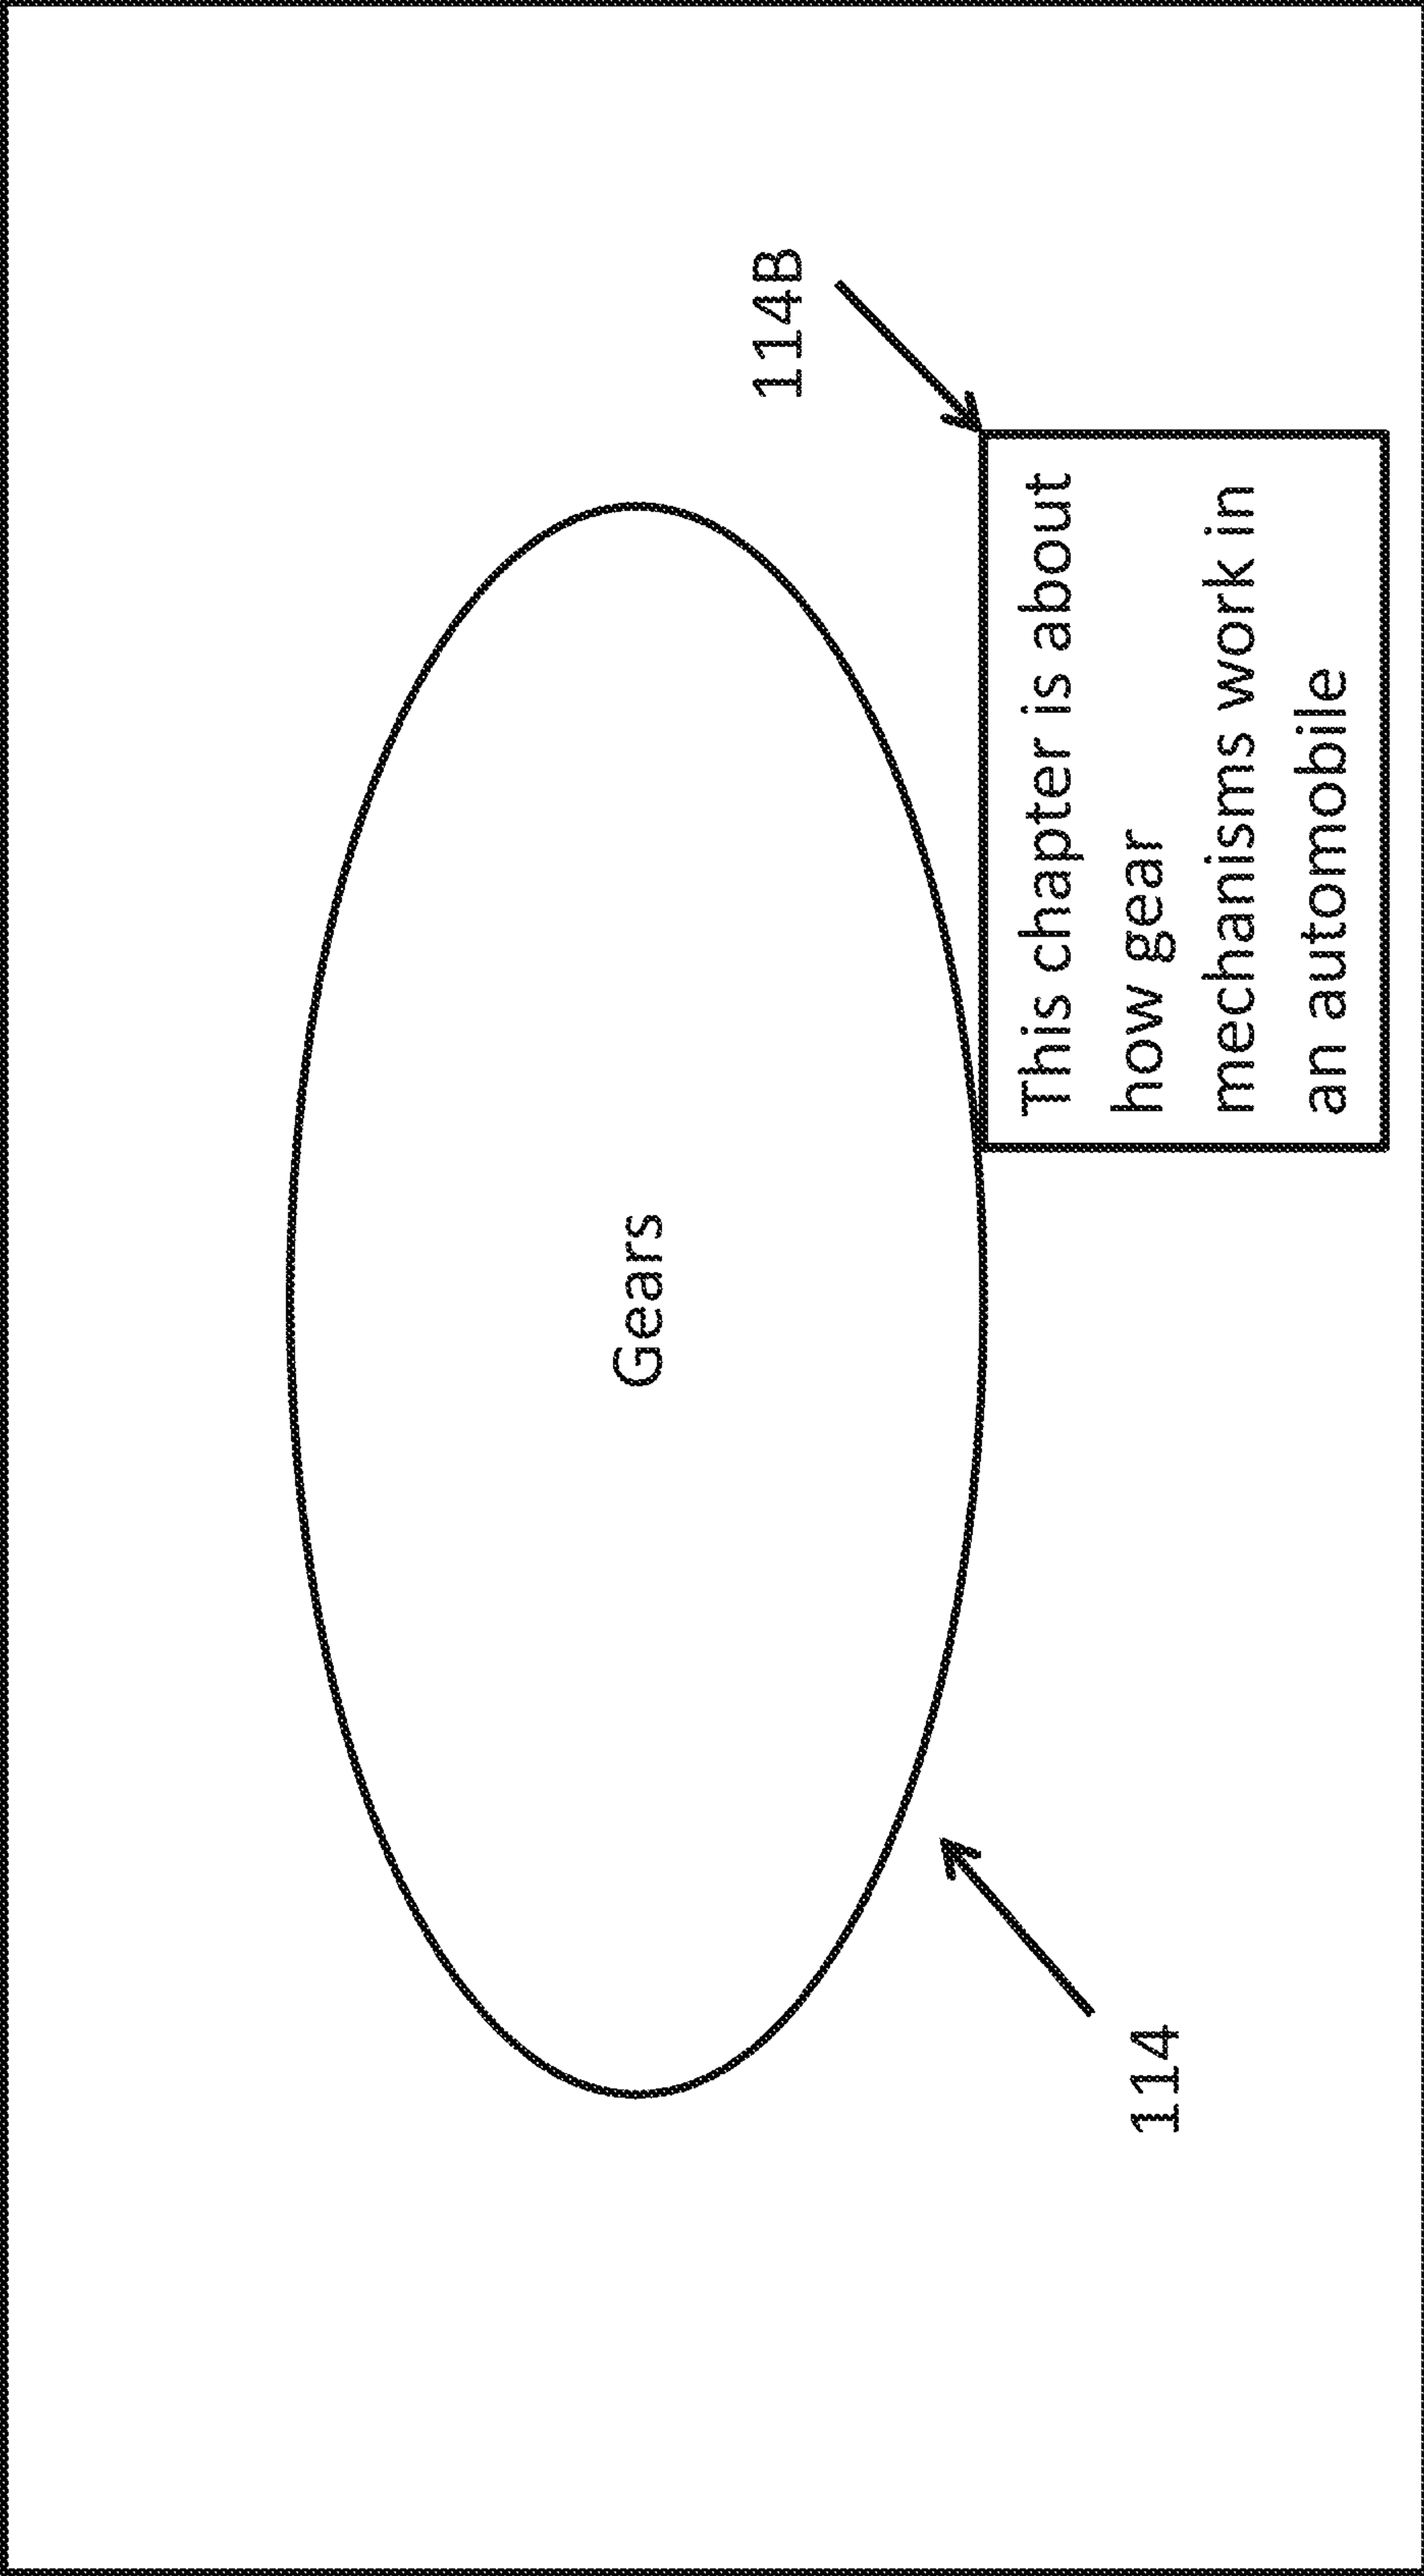 Gears
114B
This chapter is about
how gear
mechanisms work in
an automobile
114